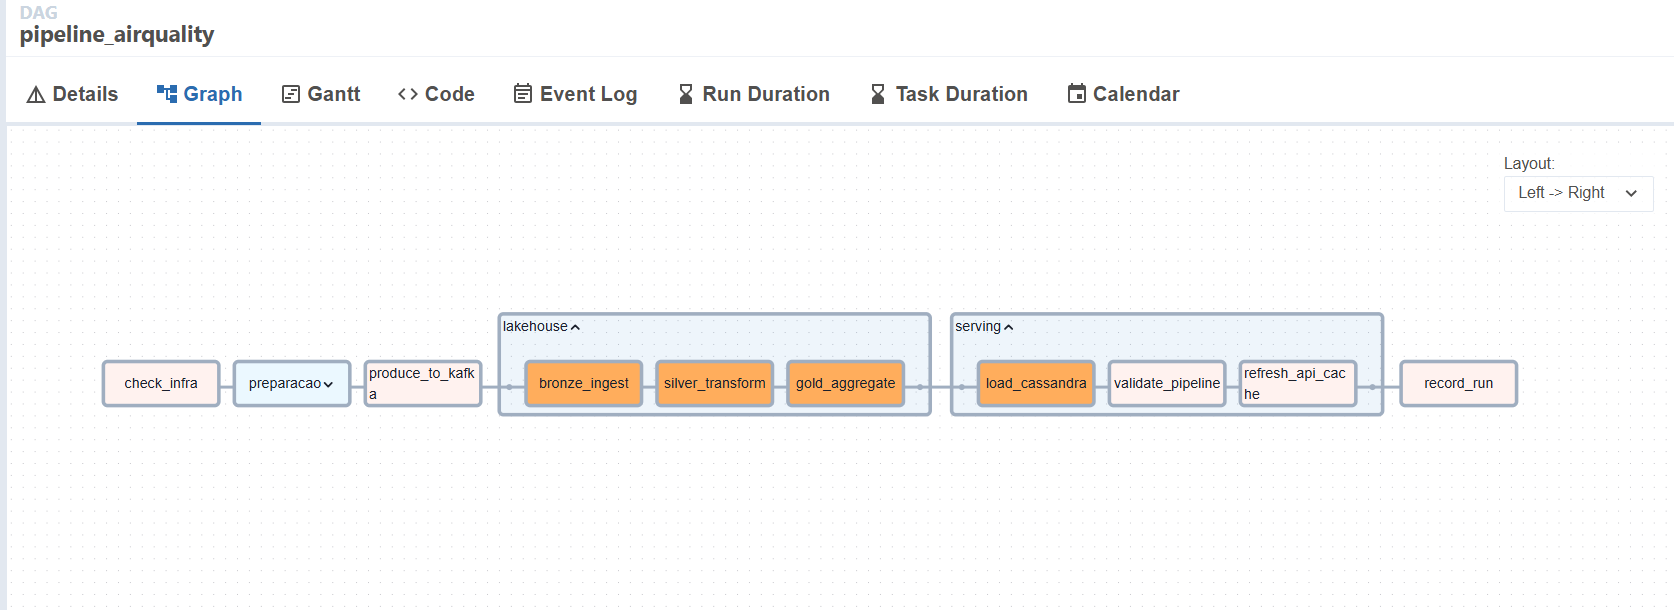 DAG
pipeline_airquality
Details
Graph
Gantt
Code
Event Log
Run Duration
Task Duration
Calendar
Layout:
Left -> Right
lakehouse
serving
check_infra
preparacao
produce_to_kafk
a
bronze_ingest
silver_transform
gold_aggregate
load_cassandra
validate_pipeline
refresh_api_cac
he
record_run